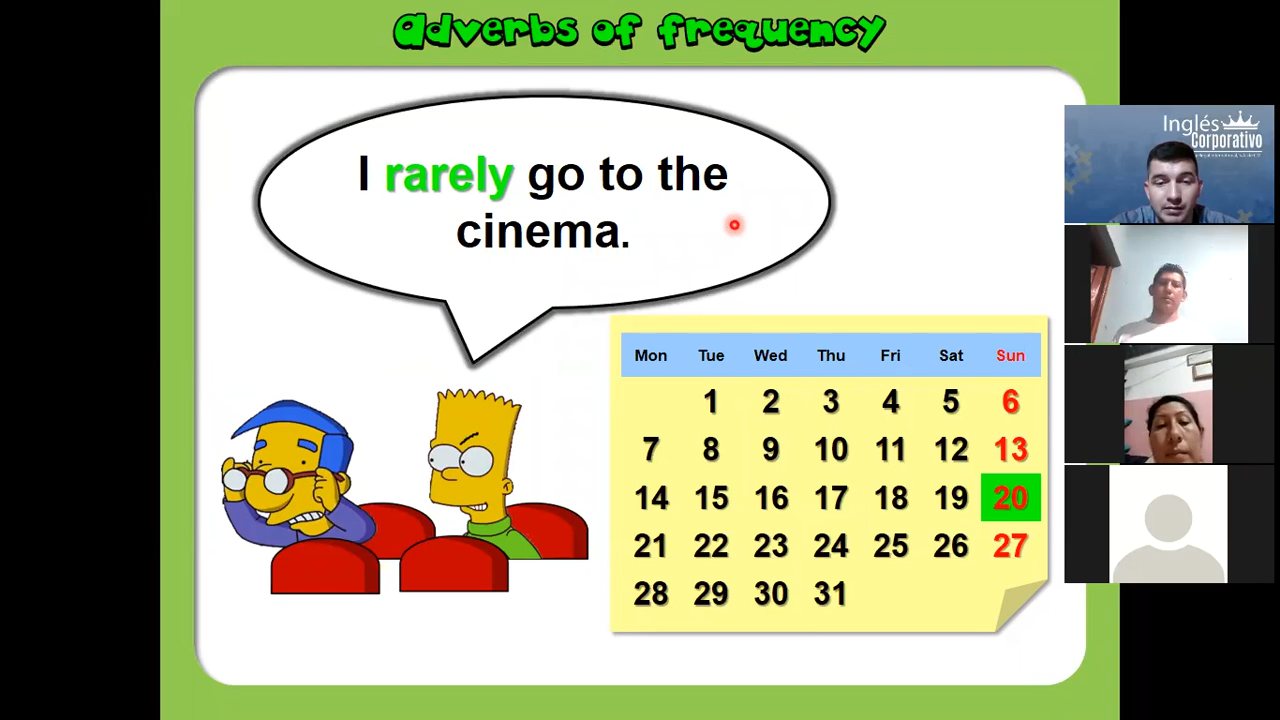 Adverbs of frequency
I rarely go to the
cinema.
Inglés
Corporativo
Mon Tue Wed Thu Fri Sat Sun
1 2 3 4 5 6
7 8 9 10 11 12 13
14 15 16 17 18 19 20
21 22 23 24 25 26 27
28 29 30 31